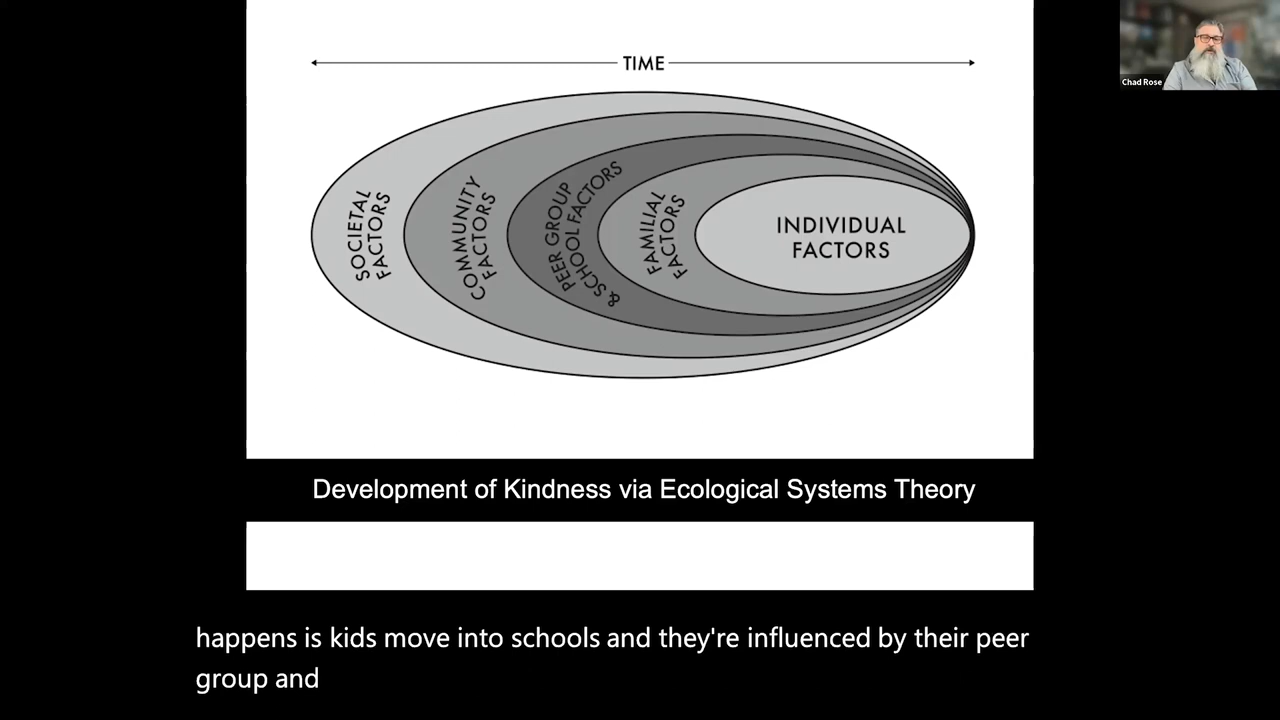 TIME
SOCIETAL
FACTORS
COMMUNITY
FACTORS
PEER GROUP
& SCHOOL FACTORS
FAMILIAL
FACTORS
INDIVIDUAL
FACTORS
Chad Rose
Development of Kindness via Ecological Systems Theory
happens is kids move into schools and they're influenced by their peer
group and